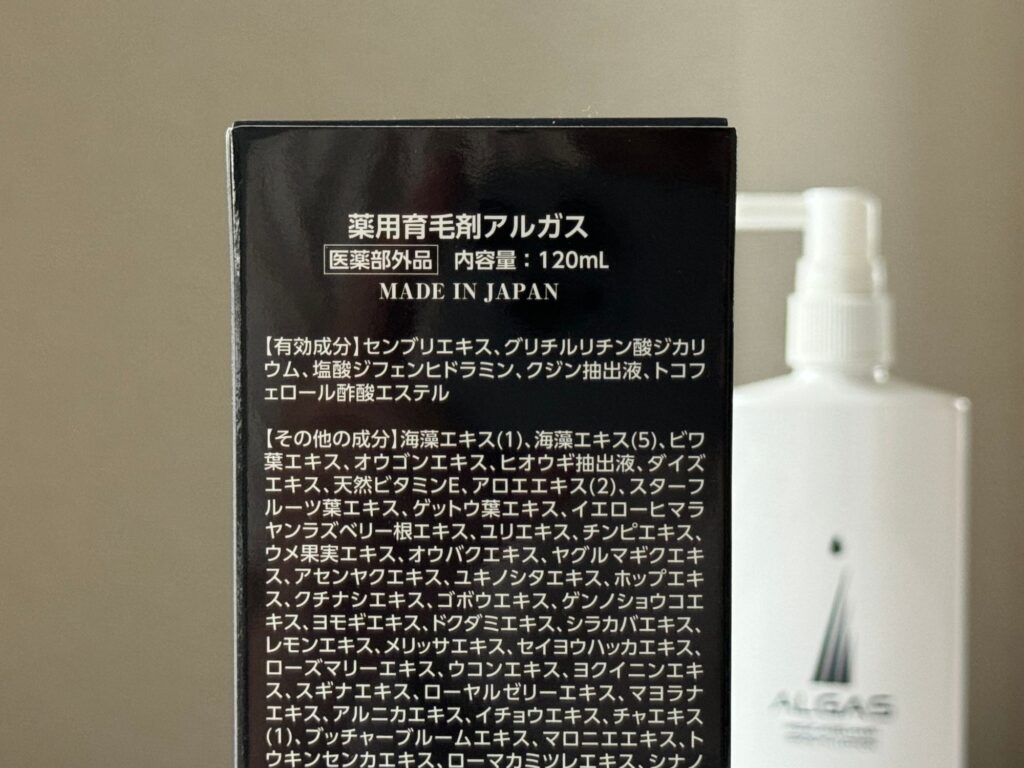 薬用育毛剤アルガス
医薬部外品 内容量：120mL
MADE IN JAPAN
【有効成分】センブリエキス、グリチルリチン酸ジカリ
ウム、塩酸ジフェンヒドラミン、クジン抽出液、トコフ
ェロール酢酸エステル
【その他の成分】海藻エキス(1)、海藻エキス(5)、ビワ
葉エキス、オウゴンエキス、ヒオウギ抽出液、ダイズ
エキス、天然ビタミンE、アロエエキス(2)、スターフ
ルーツ葉エキス、ゲットウ葉エキス、イエローヒマラ
ヤンラズベリー根エキス、ユリエキス、チンピエキス、
ウメ果実エキス、オウバクエキス、ヤグルマギクエキ
ス、アセンヤクエキス、ユキノシタエキス、ホップエキ
ス、クチナシエキス、ゴボウエキス、ゲンノショウコエ
キス、ヨモギエキス、ドクダミエキス、シラカバエキス、
レモンエキス、メリッサエキス、セイヨウハッカエキス、
ローズマリーエキス、ウコンエキス、ヨクイニンエキ
ス、スギナエキス、ローヤルゼリーエキス、マヨラナ
エキス、アルニカエキス、イチョウエキス、チャエキス
(1)、ブッチャーブルームエキス、マロニエエキス、ト
ウキンセンカエキス、ローマカミツレエキス、シナノ
ALGAS